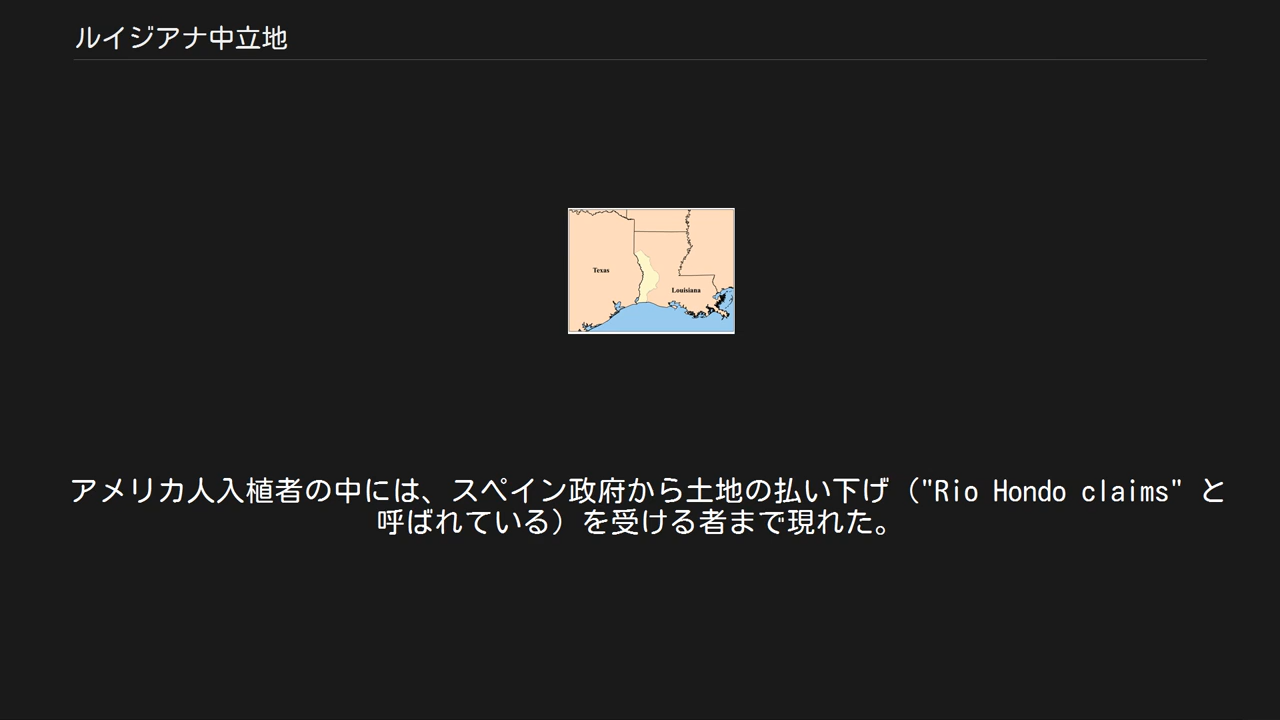 ルイジアナ中立地
Texas
Louisiana
アメリカ人入植者の中には、スペイン政府から土地の払い下げ（"Rio Hondo claims" と
呼ばれている）を受ける者まで現れた。